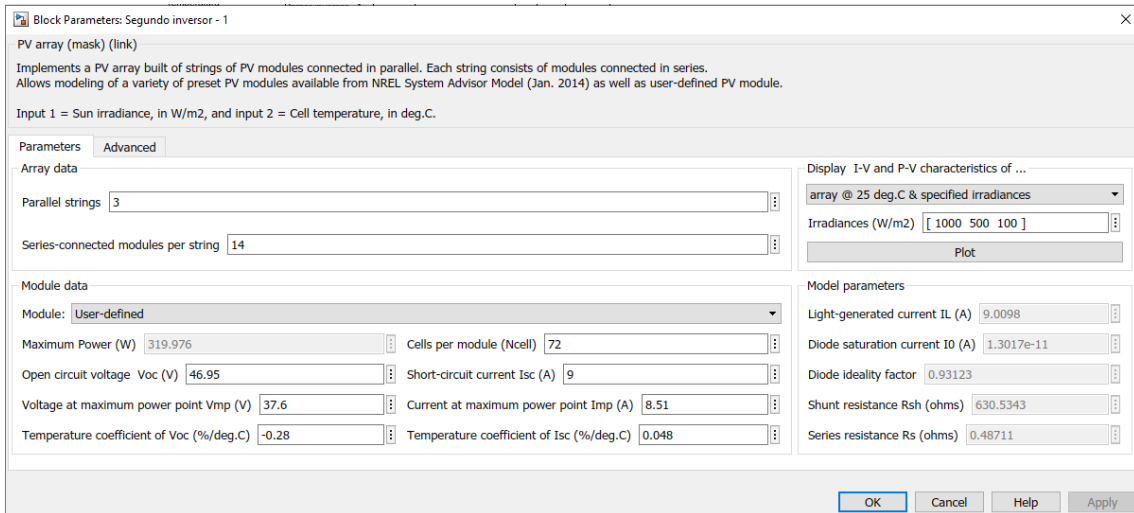 Block Parameters: Segundo inversor - 1
PV array (mask) (link)
Implements a PV array built of strings of PV modules connected in parallel. Each string consists of modules connected in series.
Allows modeling of a variety of preset PV modules available from NREL System Advisor Model (Jan. 2014) as well as user-defined PV module.
Input 1 = Sun irradiance, in W/m2, and input 2 = Cell temperature, in deg.C.
Parameters Advanced
Array data
Parallel strings 3
Series-connected modules per string 14
Display I-V and P-V characteristics of ...
array @ 25 deg.C & specified irradiances
Irradiances (W/m2) [ 1000 500 100 ]
Plot
Module data
Module: User-defined
Maximum Power (W) 319.976 Cells per module (Ncell) 72
Open circuit voltage Voc (V) 46.95 Short-circuit current Isc (A) 9
Voltage at maximum power point Vmp (V) 37.6 Current at maximum power point Imp (A) 8.51
Temperature coefficient of Voc (%/deg.C) -0.28 Temperature coefficient of Isc (%/deg.C) 0.048
Model parameters
Light-generated current IL (A) 9.0098
Diode saturation current I0 (A) 1.3017e-11
Diode ideality factor 0.93123
Shunt resistance Rsh (ohms) 630.5343
Series resistance Rs (ohms) 0.48711
OK Cancel Help Apply